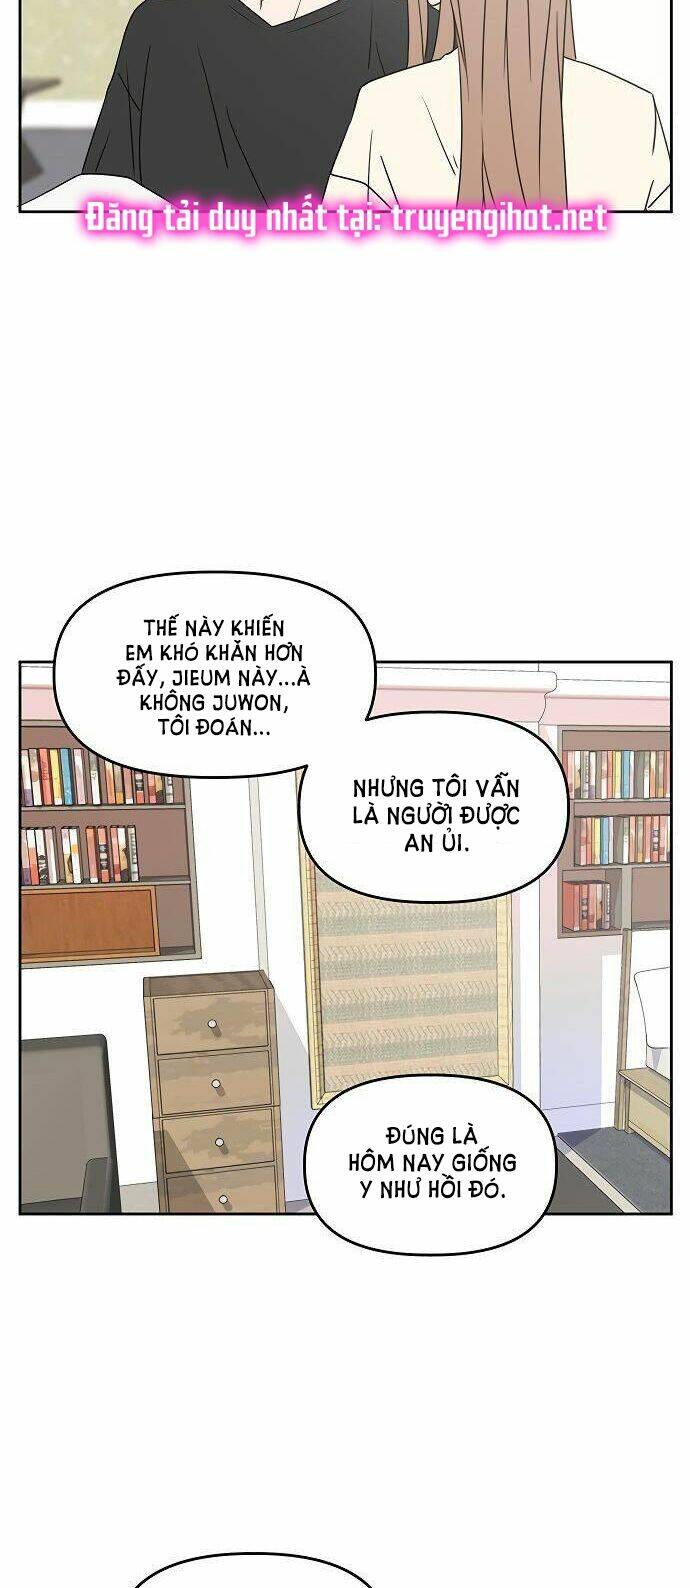 Đăng tải duy nhất tại: truyengihot.net
THẾ NÀY KHIẾN
EM KHÓ KHĂN HƠN
ĐẤY, JIEUM NÀY...À
KHÔNG JUWON,
TÔI ĐOÁN...
NHƯNG TÔI VẪN
LÀ NGƯỜI ĐƯỢC
AN ỦI.
ĐÚNG LÀ
HÔM NAY GIỐNG
Y NHƯ HỒI ĐÓ.